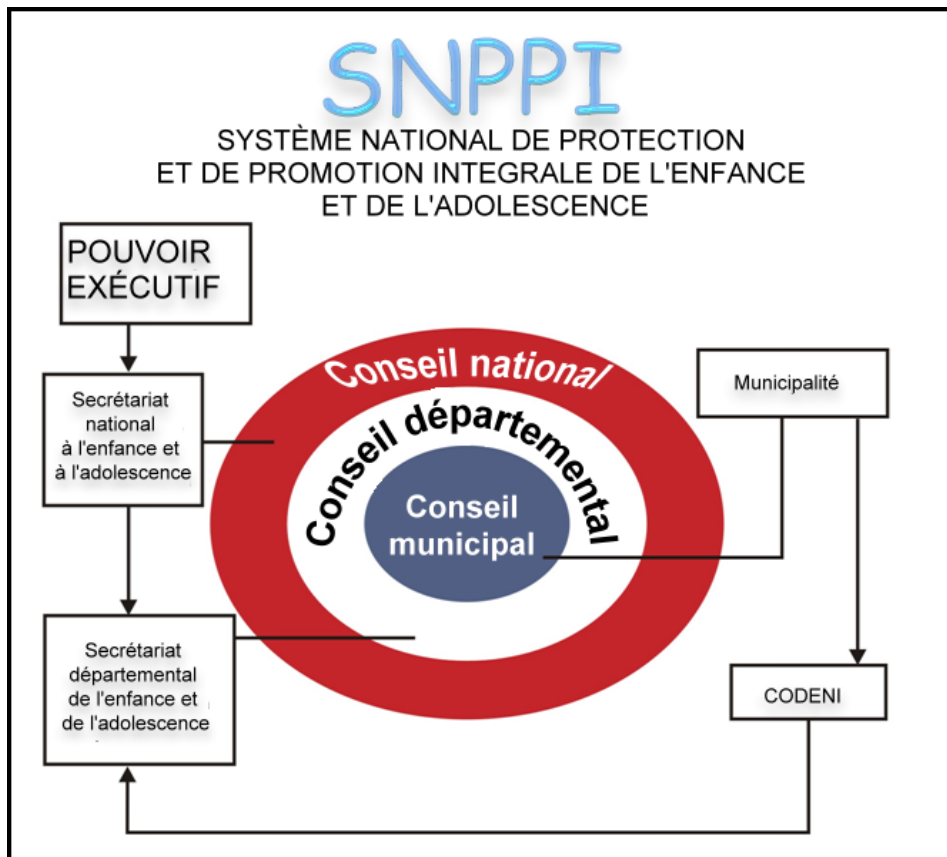 SNPPI
SYSTÈME NATIONAL DE PROTECTION
ET DE PROMOTION INTEGRALE DE L'ENFANCE
ET DE L'ADOLESCENCE
POUVOIR
EXÉCUTIF
Secrétariat
national
à l'enfance et
à l'adolescence
Secrétariat
départemental
de l'enfance et
de l'adolescence
Conseil national
Conseil départemental
Conseil
municipal
Municipalité
CODENI